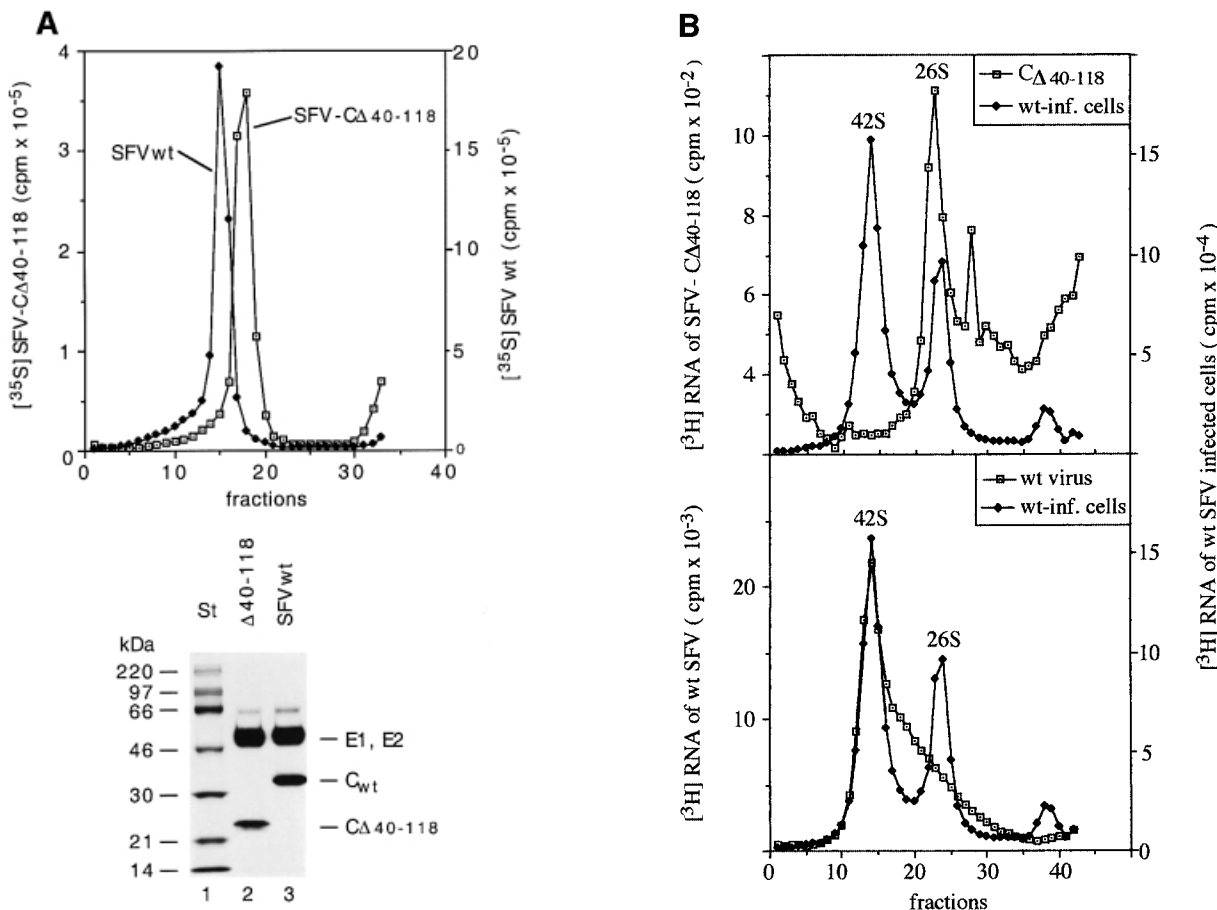 A
[35S] SFV-CΔ40-118 (cpm x 10-5)
4
3
2
1
0
SFVwt
SFV-CΔ40-118
20
15
10
5
0
[35S] SFV wt (cpm x 10-5)
0 10 20 30 40
fractions
St
Δ40-118
SFVwt
kDa
220
97
66
46
30
21
14
E1, E2
Cwt
CΔ40-118
1 2 3
B
[3H] RNA of SFV- CΔ40-118 ( cpm x 10-2)
10
8
6
4
42S
26S
CΔ40-118
wt-inf. cells
15
10
5
0
[3H] RNA of wt SFV infected cells ( cpm x 10-4)
[3H] RNA of wt SFV ( cpm x 10-3)
20
10
42S
26S
wt virus
wt-inf. cells
15
10
5
0
0 10 20 30 40
fractions